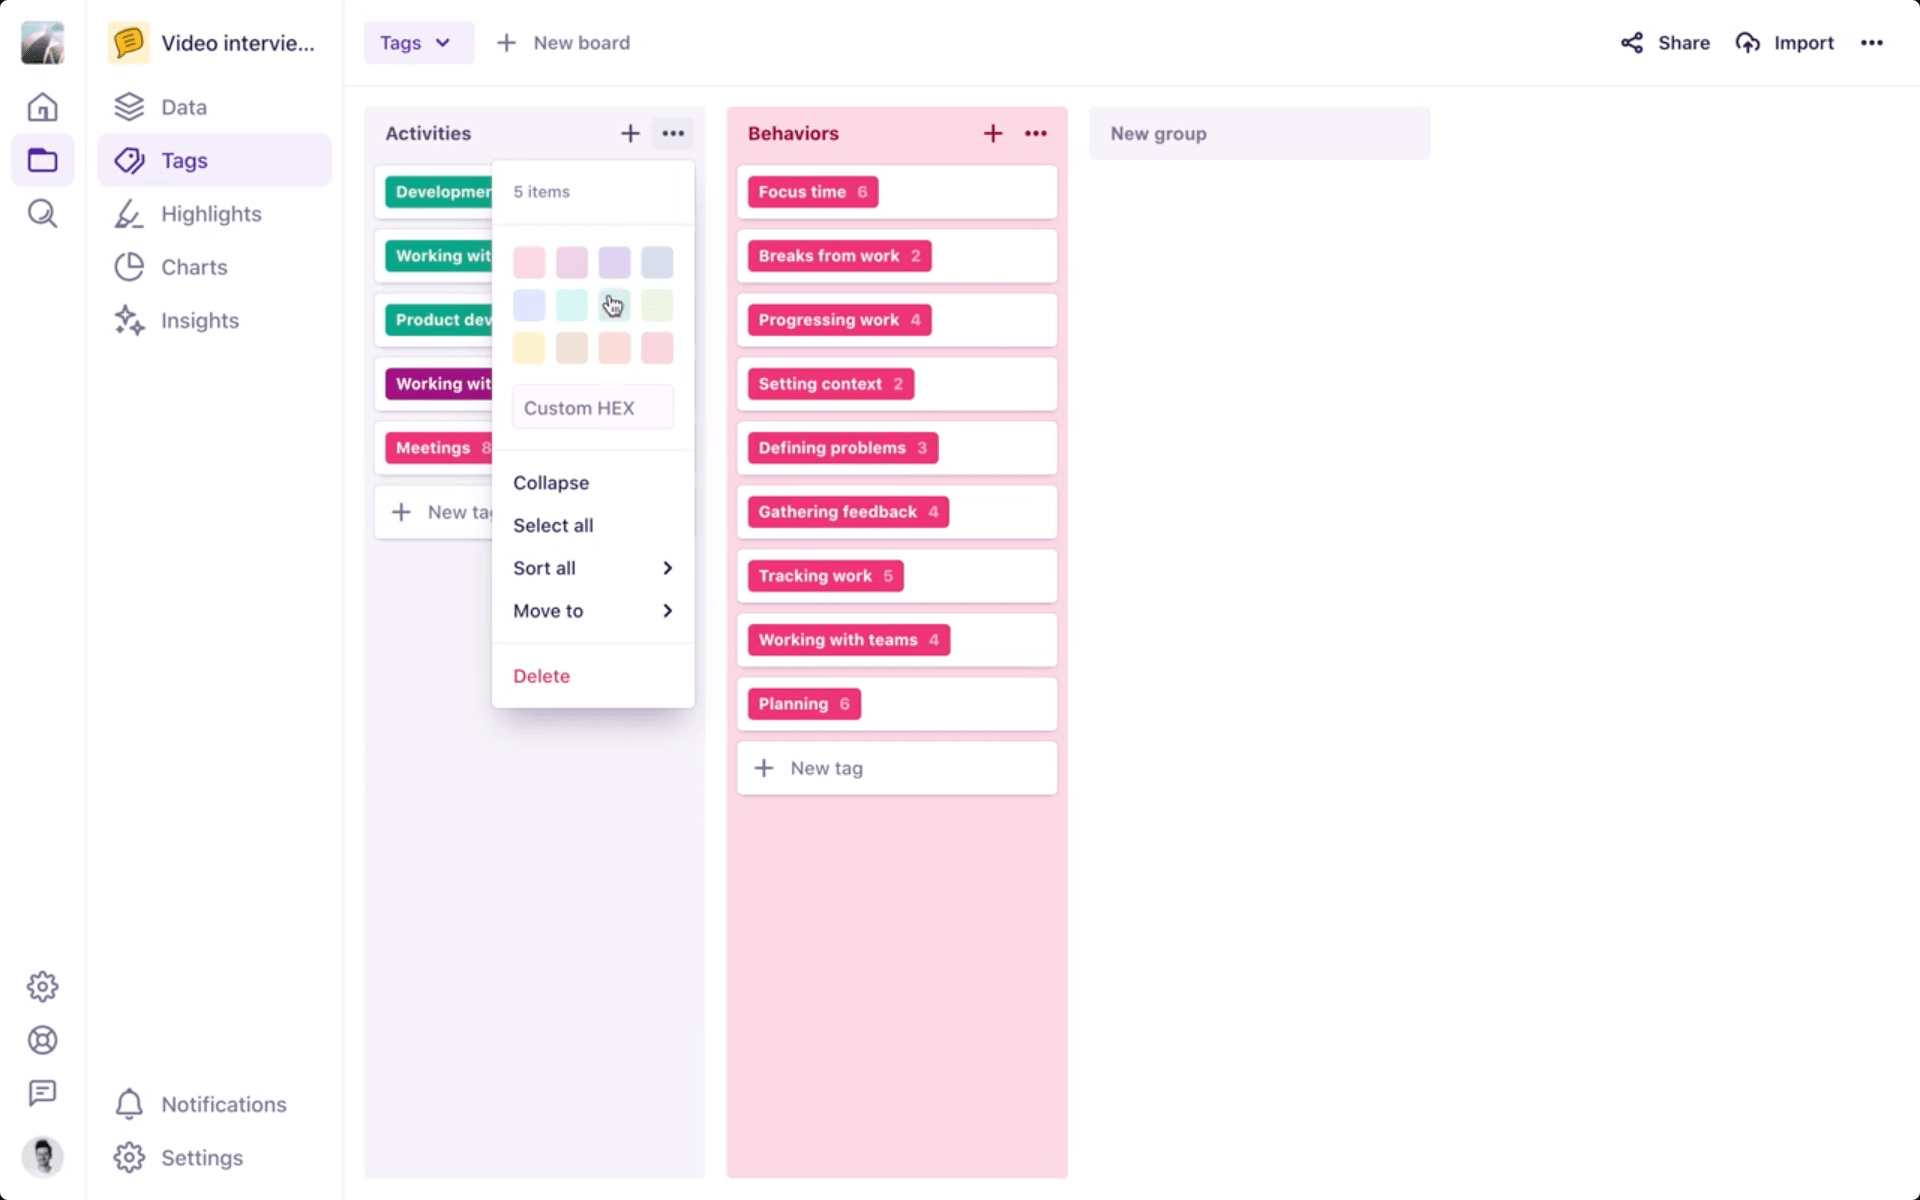 Video intervie...
Data
Tags
Highlights
Charts
Insights
Notifications
Settings
Tags
New board
Share
Import
Activities
Developmen
Working wit
Product dev
Working wit
Meetings 8
New tag
5 items
Custom HEX
Collapse
Select all
Sort all
Move to
Delete
Behaviors
Focus time 6
Breaks from work 2
Progressing work 4
Setting context 2
Defining problems 3
Gathering feedback 4
Tracking work 5
Working with teams 4
Planning 6
New tag
New group